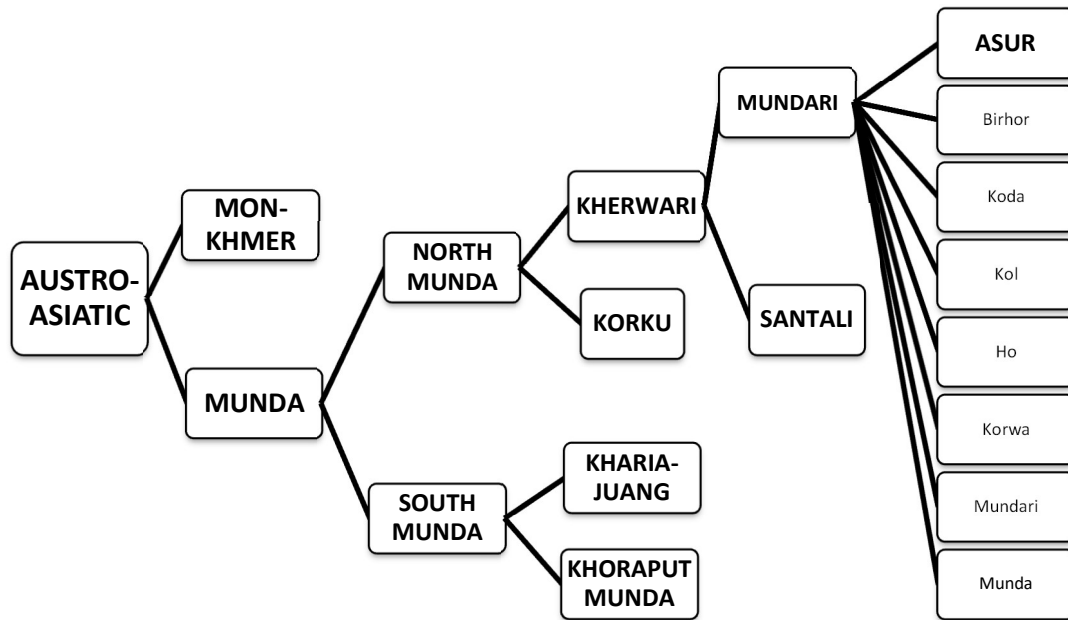 AUSTRO-
ASIATIC
MON-
KHMER
MUNDA
NORTH
MUNDA
SOUTH
MUNDA
KHERWARI
KORKU
KHARIA-
JUANG
KHORAPUT
MUNDA
MUNDARI
SANTALI
ASUR
Birhor
Koda
Kol
Ho
Korwa
Mundari
Munda